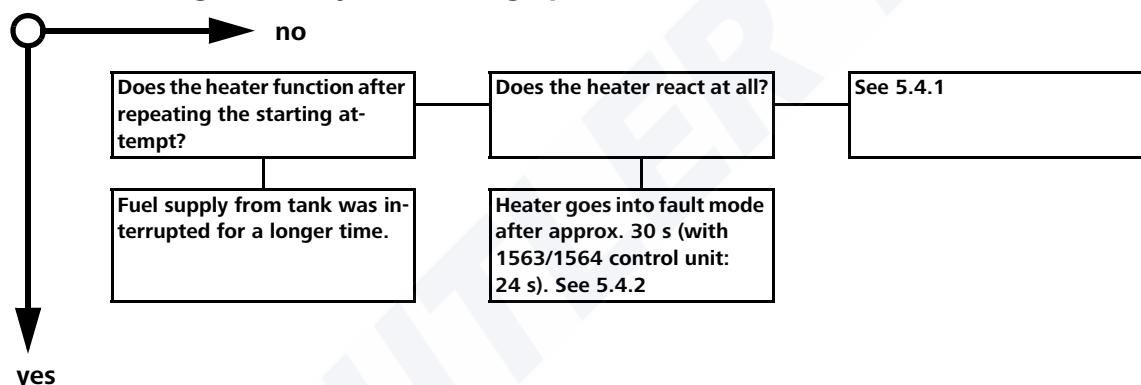 no
Does the heater function after
repeating the starting at-
tempt?
Does the heater react at all?
See 5.4.1
Fuel supply from tank was in-
terrupted for a longer time.
Heater goes into fault mode
after approx. 30 s (with
1563/1564 control unit:
24 s). See 5.4.2
yes